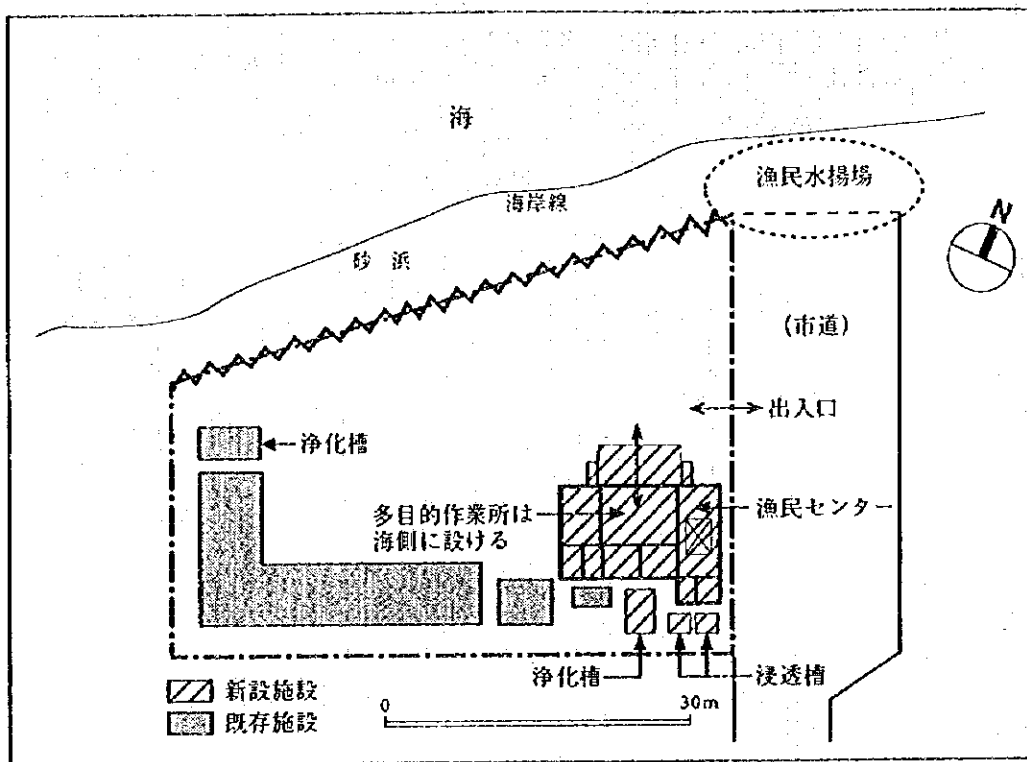 海
漁民水揚場
海岸線
N
砂浜
(市道)
出入口
浄化槽
多目的作業所は
海側に設ける
漁民センター
浄化槽
浸透槽
新設施設
既存施設
0
30m